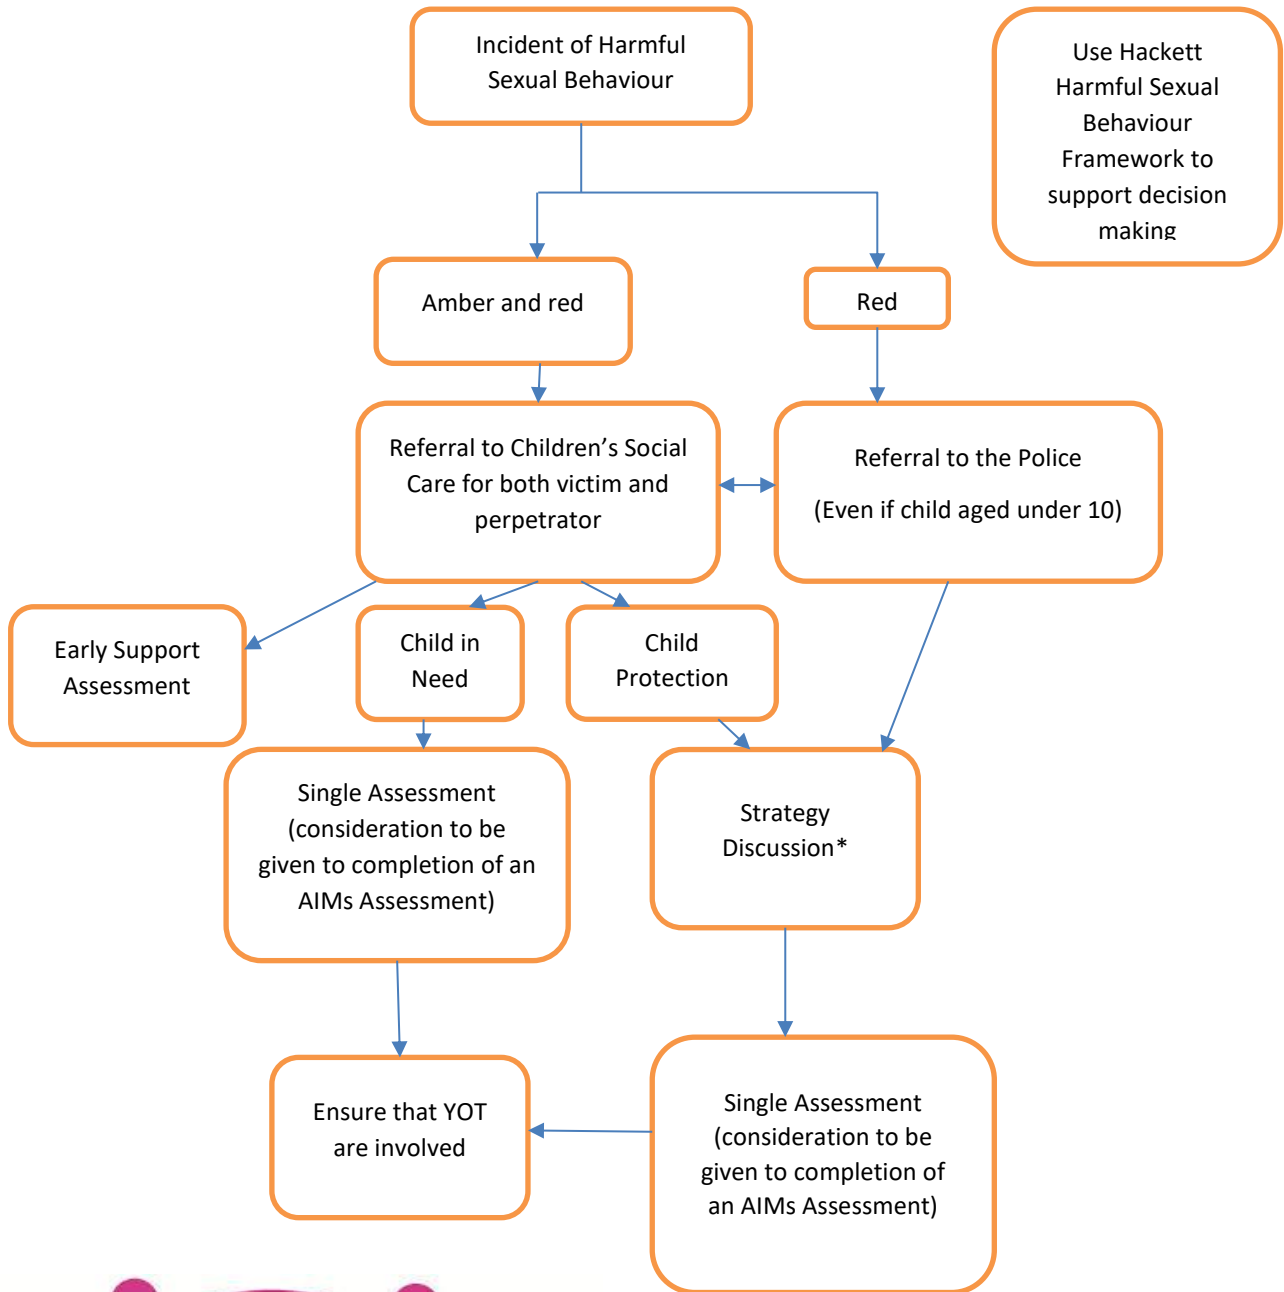 Incident of Harmful
Sexual Behaviour
Use Hackett
Harmful Sexual
Behaviour
Framework to
support decision
making
Amber and red
Red
Referral to Children’s Social
Care for both victim and
perpetrator
Referral to the Police
(Even if child aged under 10)
Early Support
Assessment
Child in
Need
Child
Protection
Single Assessment
(consideration to be
given to completion of an
AIMs Assessment)
Strategy
Discussion*
Ensure that YOT
are involved
Single Assessment
(consideration to be
given to completion of
an AIMs Assessment)